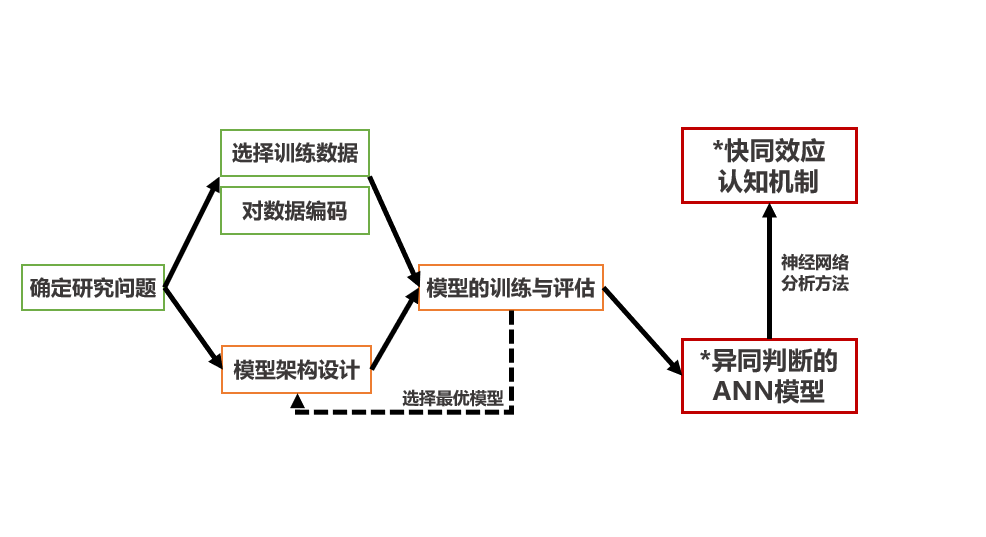 选择训练数据
对数据编码
确定研究问题
模型架构设计
模型的训练与评估
选择最优模型
*快同效应
认知机制
神经网络
分析方法
*异同判断的
ANN模型